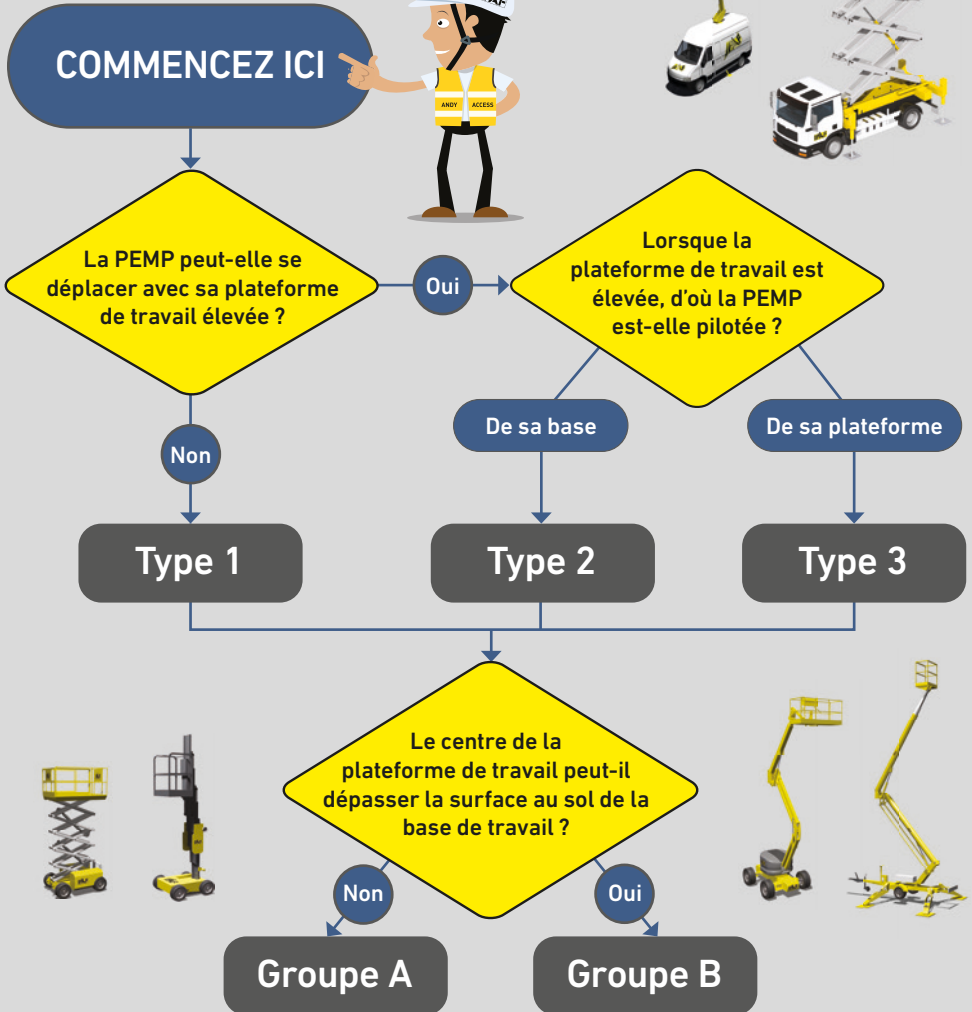 COMMENCEZ ICI
ANDY ACCESS
La PEMP peut-elle se
déplacer avec sa plateforme
de travail élevée ?
Oui
Lorsque la
plateforme de travail est
élevée, d'où la PEMP
est-elle pilotée ?
Non
De sa base
De sa plateforme
Type 1
Type 2
Type 3
Le centre de la
plateforme de travail peut-il
dépasser la surface au sol de la
base de travail ?
Non
Oui
Groupe A
Groupe B